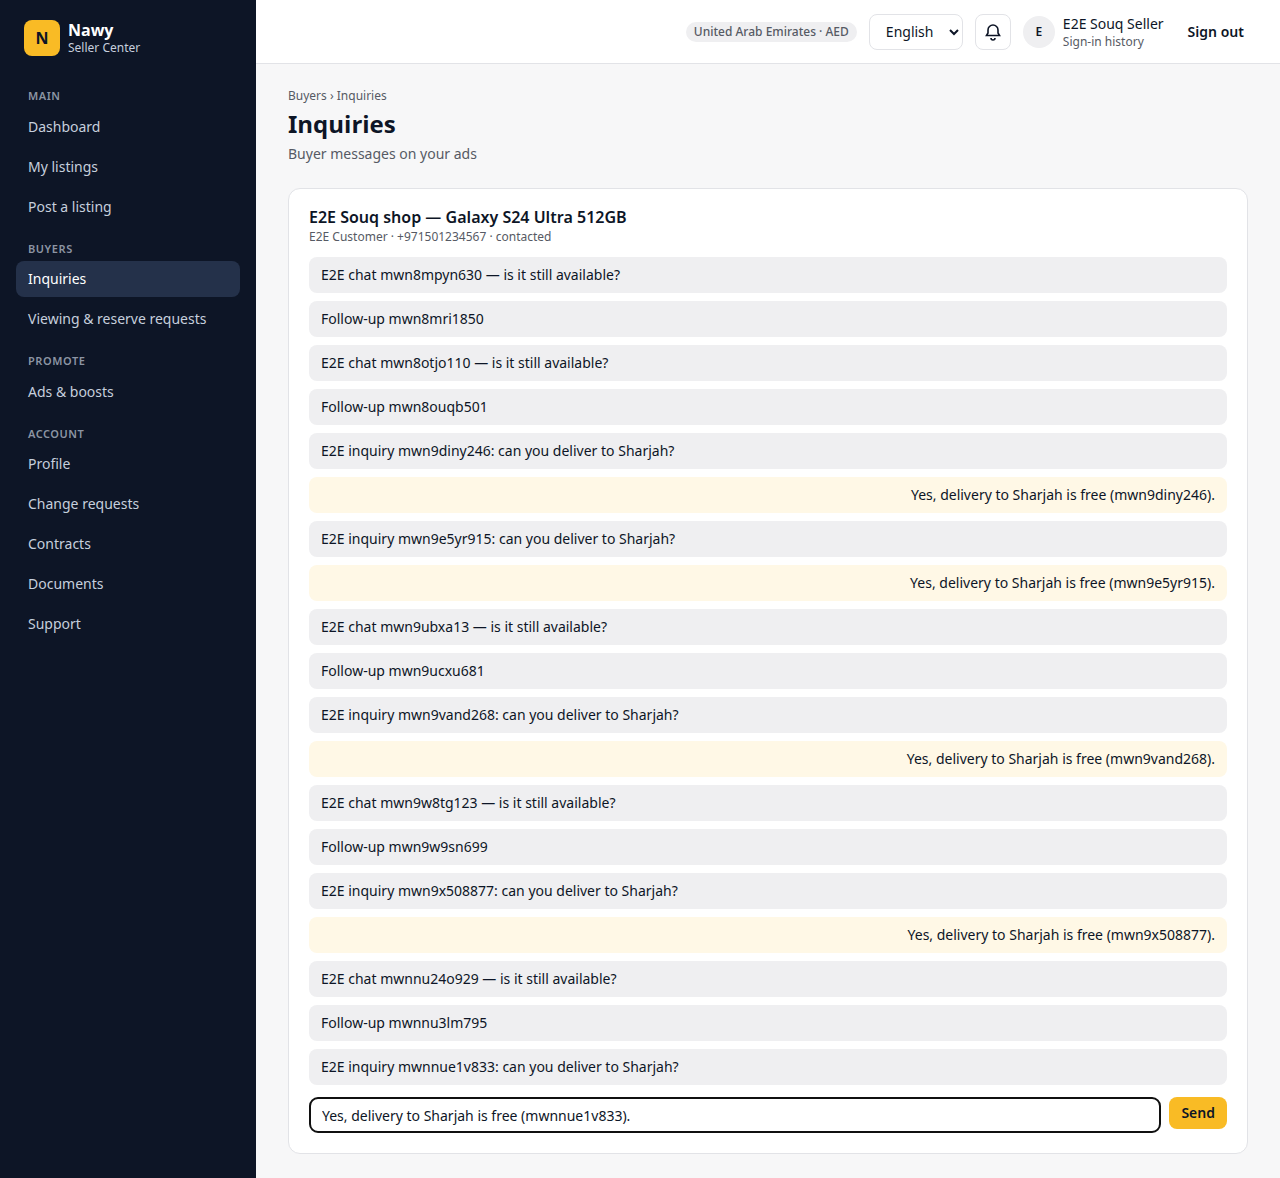 N
Nawy
Seller Center
MAIN
Dashboard
My listings
Post a listing
BUYERS
Inquiries
Viewing & reserve requests
PROMOTE
Ads & boosts
ACCOUNT
Profile
Change requests
Contracts
Documents
Support
United Arab Emirates · AED
English
E
E2E Souq Seller
Sign-in history
Sign out
Buyers › Inquiries
Inquiries
Buyer messages on your ads
E2E Souq shop — Galaxy S24 Ultra 512GB
E2E Customer · +971501234567 · contacted
E2E chat mwn8mpyn630 — is it still available?
Follow-up mwn8mri1850
E2E chat mwn8otjo110 — is it still available?
Follow-up mwn8ouqb501
E2E inquiry mwn9diny246: can you deliver to Sharjah?
Yes, delivery to Sharjah is free (mwn9diny246).
E2E inquiry mwn9e5yr915: can you deliver to Sharjah?
Yes, delivery to Sharjah is free (mwn9e5yr915).
E2E chat mwn9ubxa13 — is it still available?
Follow-up mwn9ucxu681
E2E inquiry mwn9vand268: can you deliver to Sharjah?
Yes, delivery to Sharjah is free (mwn9vand268).
E2E chat mwn9w8tg123 — is it still available?
Follow-up mwn9w9sn699
E2E inquiry mwn9x508877: can you deliver to Sharjah?
Yes, delivery to Sharjah is free (mwn9x508877).
E2E chat mwnnu24o929 — is it still available?
Follow-up mwnnu3lm795
E2E inquiry mwnnue1v833: can you deliver to Sharjah?
Yes, delivery to Sharjah is free (mwnnue1v833).
Send